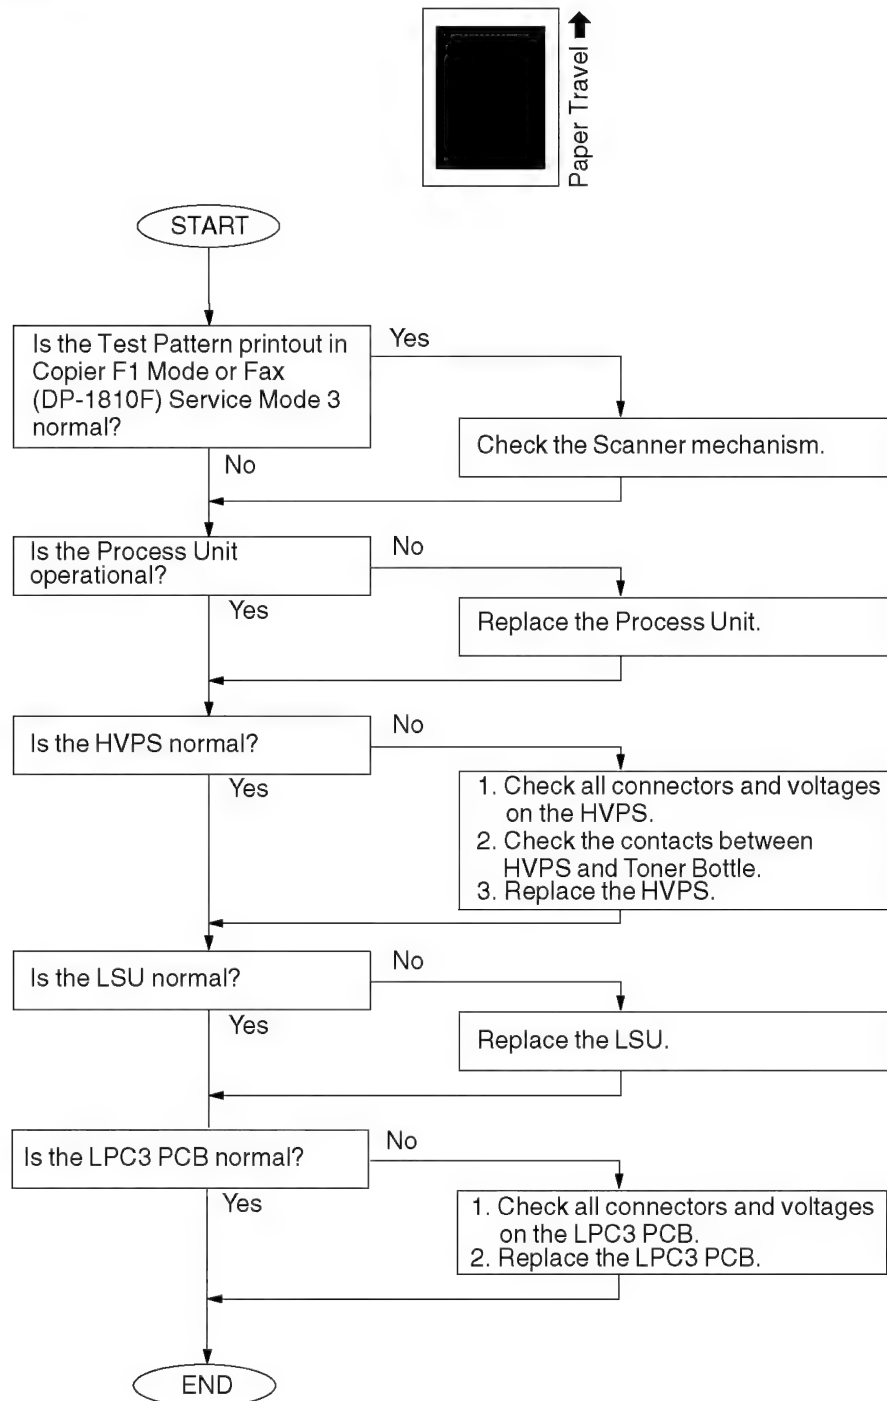 Paper Travel
START
Is the Test Pattern printout in
Copier F1 Mode or Fax
(DP-1810F) Service Mode 3
normal?
Yes
No
Check the Scanner mechanism.
Is the Process Unit
operational?
No
Yes
Replace the Process Unit.
Is the HVPS normal?
No
Yes
1. Check all connectors and voltages
on the HVPS.
2. Check the contacts between
HVPS and Toner Bottle.
3. Replace the HVPS.
Is the LSU normal?
No
Yes
Replace the LSU.
Is the LPC3 PCB normal?
No
Yes
1. Check all connectors and voltages
on the LPC3 PCB.
2. Replace the LPC3 PCB.
END